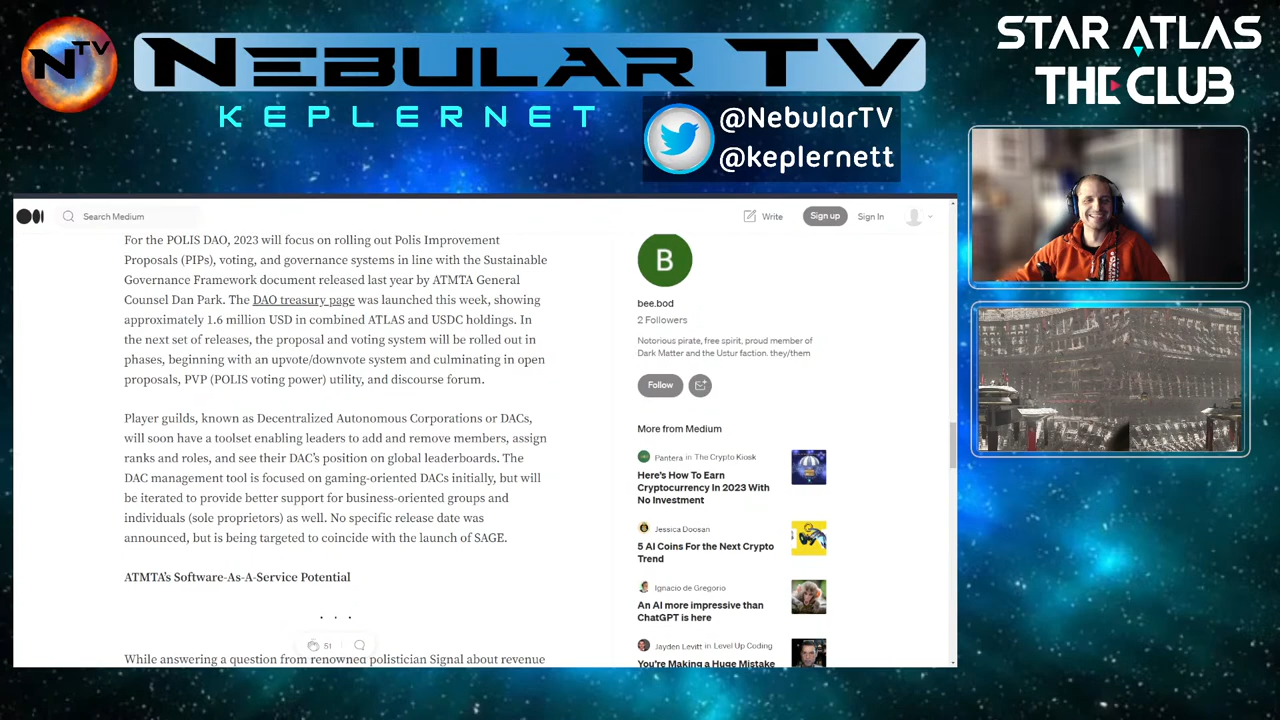 NTV
NEBULAR TV
KEPLERNET
@NebularTV
@keplernett
STAR ATLAS
THE CLUB
Search Medium
Write
Sign up
Sign In
For the POLIS DAO, 2023 will focus on rolling out Polis Improvement
Proposals (PIPs), voting, and governance systems in line with the Sustainable
Governance Framework document released last year by ATMTA General
Counsel Dan Park. The DAO treasury page was launched this week, showing
approximately 1.6 million USD in combined ATLAS and USDC holdings. In
the next set of releases, the proposal and voting system will be rolled out in
phases, beginning with an upvote/downvote system and culminating in open
proposals, PVP (POLIS voting power) utility, and discourse forum.
Player guilds, known as Decentralized Autonomous Corporations or DACs,
will soon have a toolset enabling leaders to add and remove members, assign
ranks and roles, and see their DAC's position on global leaderboards. The
DAC management tool is focused on gaming-oriented DACs initially, but will
be iterated to provide better support for business-oriented groups and
individuals (sole proprietors) as well. No specific release date was
announced, but is being targeted to coincide with the launch of SAGE.
ATMTA's Software-As-A-Service Potential
. . .
51
While answering a question from renowned polistician Signal about revenue
B
bee.bod
2 Followers
Notorious pirate, free spirit, proud member of
Dark Matter and the Ustur faction. they/them
Follow
More from Medium
Pantera in The Crypto Kiosk
Here's How To Earn
Cryptocurrency In 2023 With
No Investment
Jessica Doosan
5 AI Coins For the Next Crypto
Trend
Ignacio de Gregorio
An AI more impressive than
ChatGPT is here
Jayden Levitt in Level Up Coding
You're Making a Huge Mistake